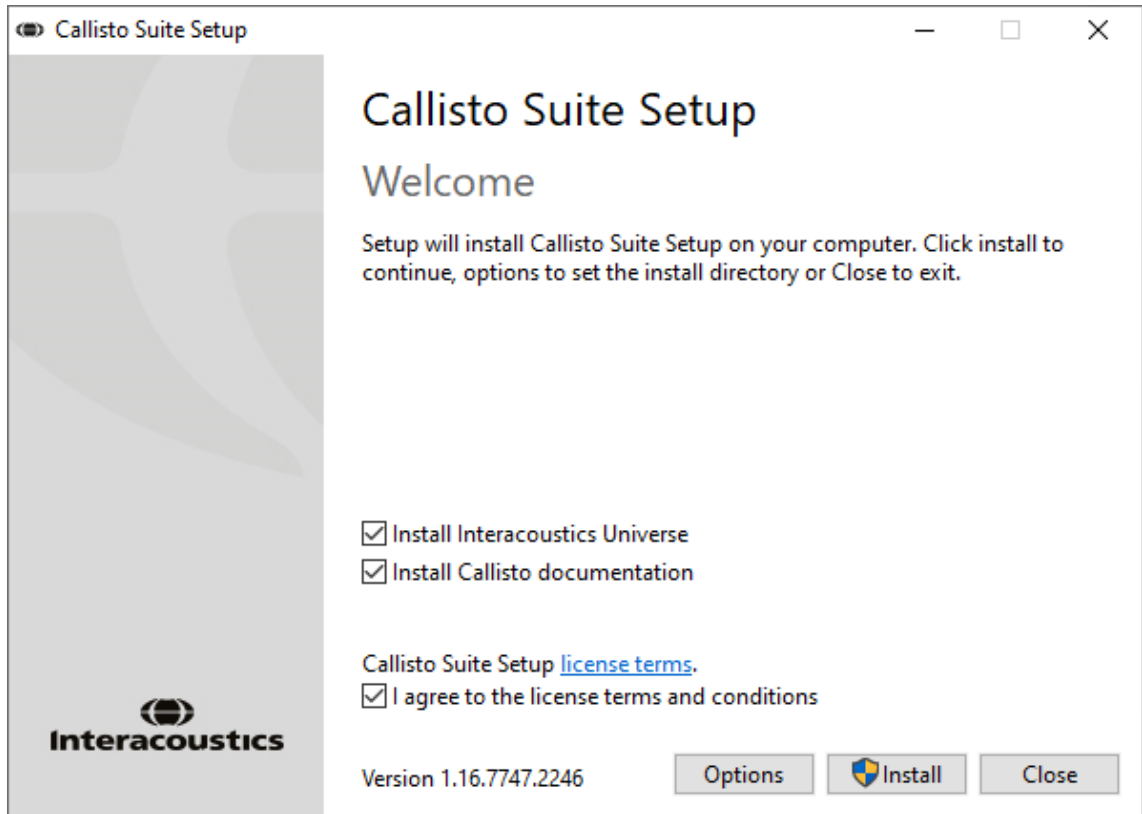 Callisto Suite Setup
Callisto Suite Setup
Welcome
Setup will install Callisto Suite Setup on your computer. Click install to
continue, options to set the install directory or Close to exit.
Install Interacoustics Universe
Install Callisto documentation
Callisto Suite Setup license terms.
I agree to the license terms and conditions
Interacoustics
Version 1.16.7747.2246
Options
Install
Close